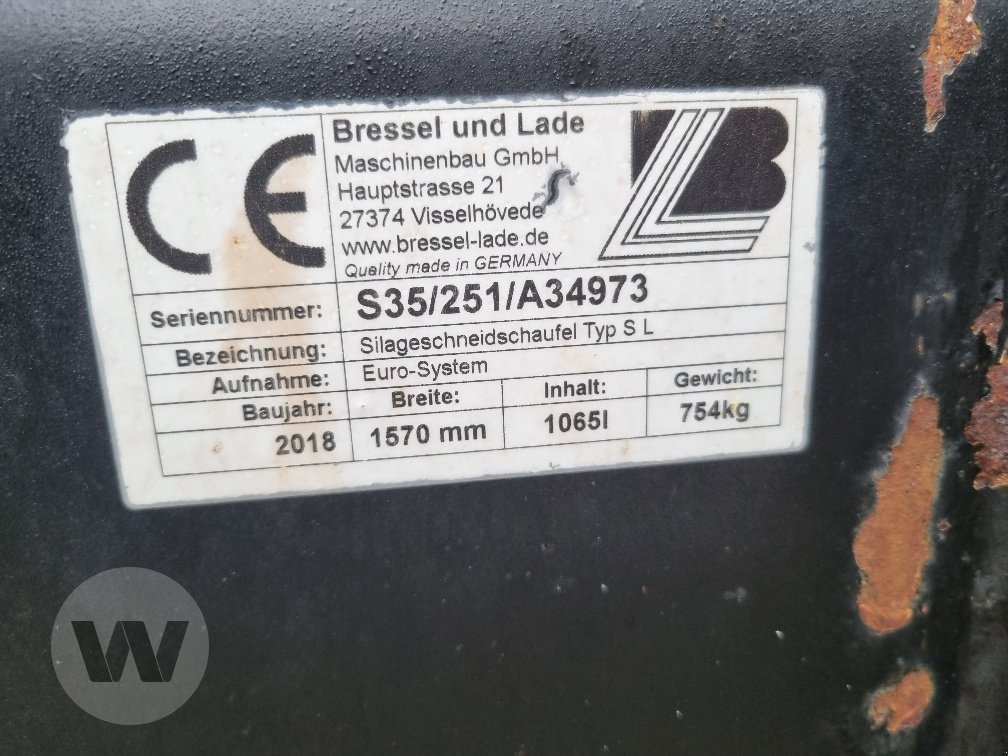 CE
Bressel und Lade
Maschinenbau GmbH
Hauptstrasse 21
27374 Visselhövede
www.bressel-lade.de
Quality made in GERMANY
LB
Seriennummer: S35/251/A34973
Bezeichnung: Silageschneidschaufel Typ S L
Aufnahme: Euro-System
Baujahr: Breite: Inhalt: Gewicht:
2018 1570 mm 1065l 754kg
W